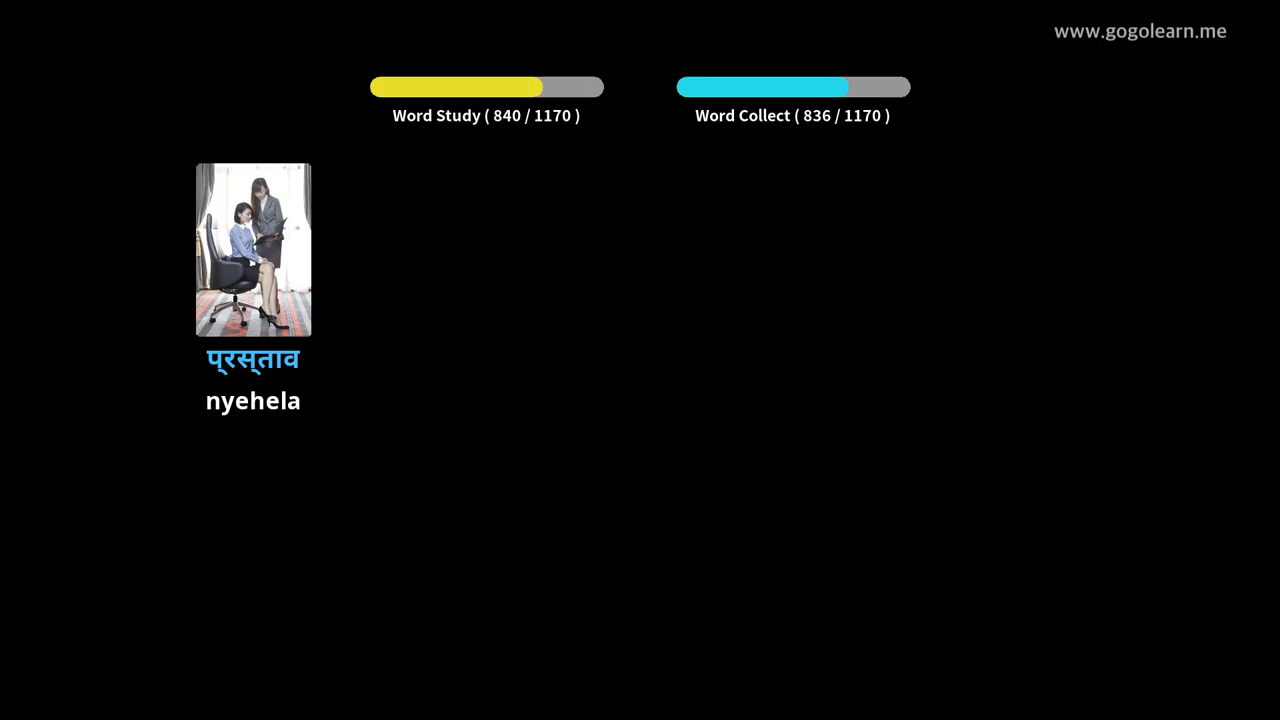 www.gogolearn.me
Word Study ( 840 / 1170 )
Word Collect ( 836 / 1170 )
प्रस्ताव
nyehela